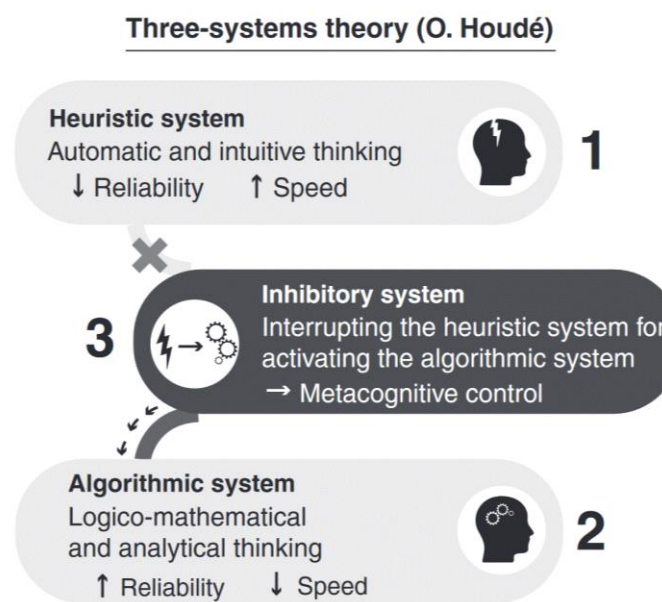 Three-systems theory (O. Houdé)
Heuristic system
Automatic and intuitive thinking
↓ Reliability ↑ Speed
1
3
Inhibitory system
Interrupting the heuristic system for
activating the algorithmic system
→ Metacognitive control
Algorithmic system
Logico-mathematical
and analytical thinking
↑ Reliability ↓ Speed
2